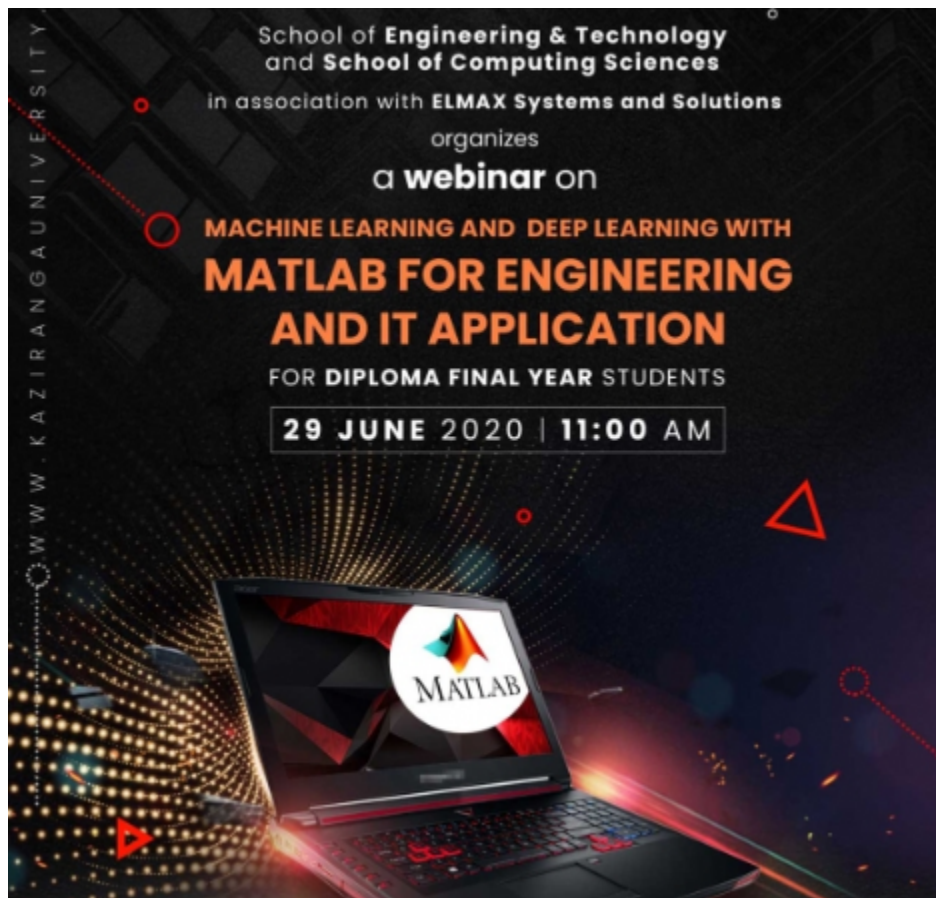 School of Engineering & Technology
and School of Computing Sciences
in association with ELMAX Systems and Solutions
organizes
a webinar on
MACHINE LEARNING AND DEEP LEARNING WITH
MATLAB FOR ENGINEERING
AND IT APPLICATION
FOR DIPLOMA FINAL YEAR STUDENTS
29 JUNE 2020 | 11:00 AM
WWW.KAZIRANGAUNIVERSITY.
MATLAB